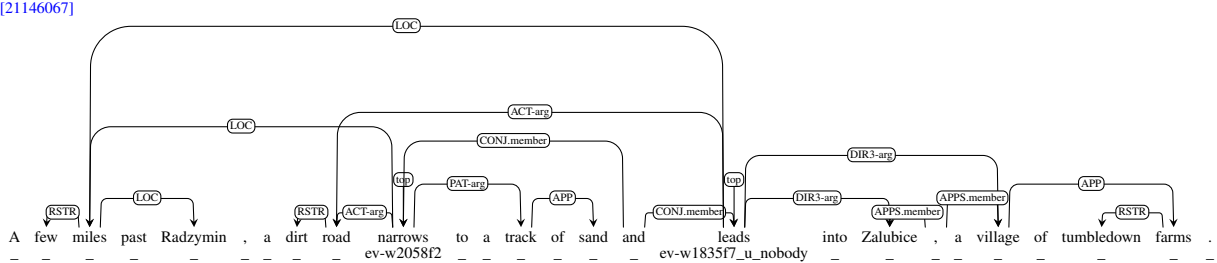 [21146067]
LOC
ACT-arg
LOC
CONJ.member
DIR3-arg
top top
PAT-arg APP
LOC DIR3-arg APPS.member
RSTR RSTR ACT-arg APP CONJ.member APPS.member RSTR
A few miles past Radzymin , a dirt road narrows to a track of sand and leads into Zalubice , a village of tumbledown farms .
_ _ _ _ _ _ _ _ _ ev-w2058f2 _ _ _ _ _ _ ev-w1835f7_u_nobody _ _ _ _ _ _ _ _ _